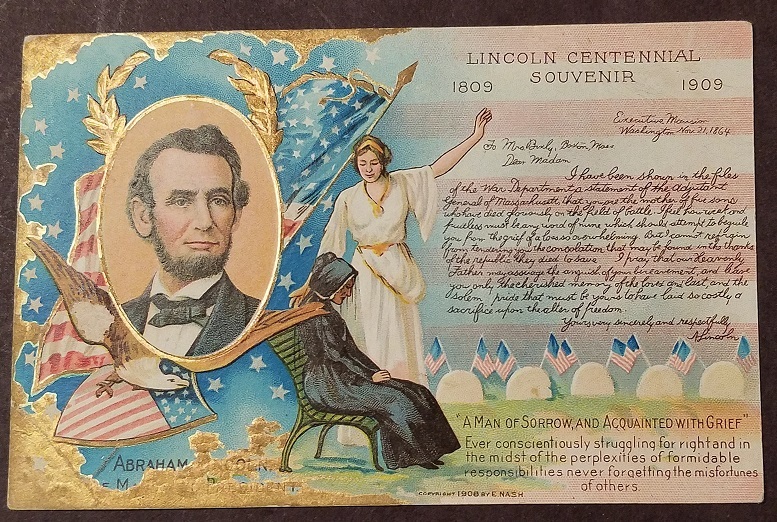 LINCOLN CENTENNIAL
SOUVENIR
1809 1909
Executive Mansion
Washington Nov. 21, 1864
To Mrs Bixly, Boston Mass
Dear Madam
I have been shown in the files
of the War Department a statement of the Adjutant
General of Massachusetts that you are the mother of five sons
who have died gloriously on the field of battle. I feel how weak and
fruitless must be any word of mine which should attempt to beguile
you from the grief of a loss so overwhelming. But I cannot refrain
from tendering you the consolation that may be found in the thanks
of the republic they died to save. I pray that our Heavenly
Father may assuage the anguish of your bereavement, and leave
you only the cherished memory of the loved and lost, and the
solemn pride that must be yours to have laid so costly a
sacrifice upon the alter of freedom.
Yours very sincerely and respectfully
A Lincoln
"A MAN OF SORROW, AND ACQUAINTED WITH GRIEF"
Ever conscientiously struggling for right and in
the midst of the perplexities of formidable
responsibilities never forgetting the misfortunes
of others.
ABRAHAM LINCOLN
COPYRIGHT 1908 BY E. NASH